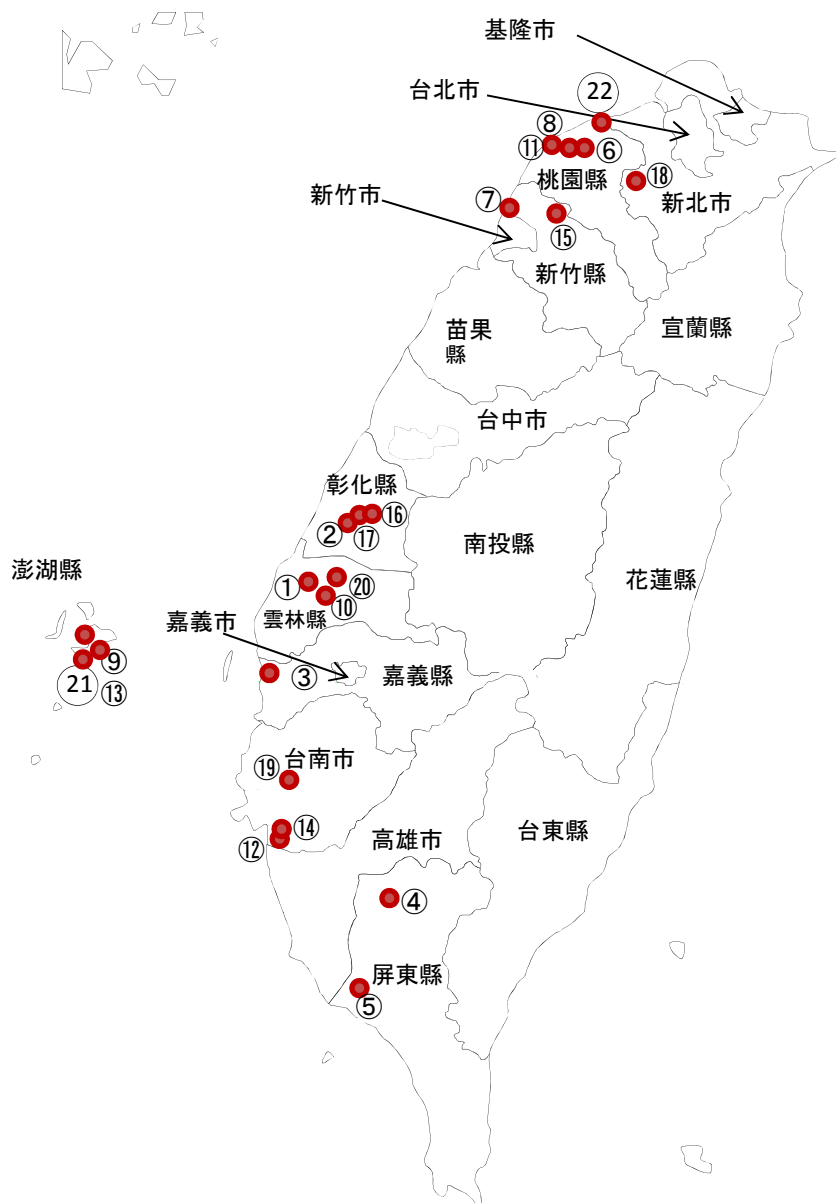 基隆市
台北市
22
⑧
⑪
⑥
桃園縣
⑱
新北市
新竹市
⑦
⑮
新竹縣
苗果
縣
宜蘭縣
台中市
彰化縣
②
⑯
⑰
南投縣
花蓮縣
澎湖縣
①
⑳
⑩
雲林縣
嘉義市
⑨
21
⑬
③
嘉義縣
台南市
⑲
⑭
⑫
高雄市
台東縣
④
屏東縣
⑤